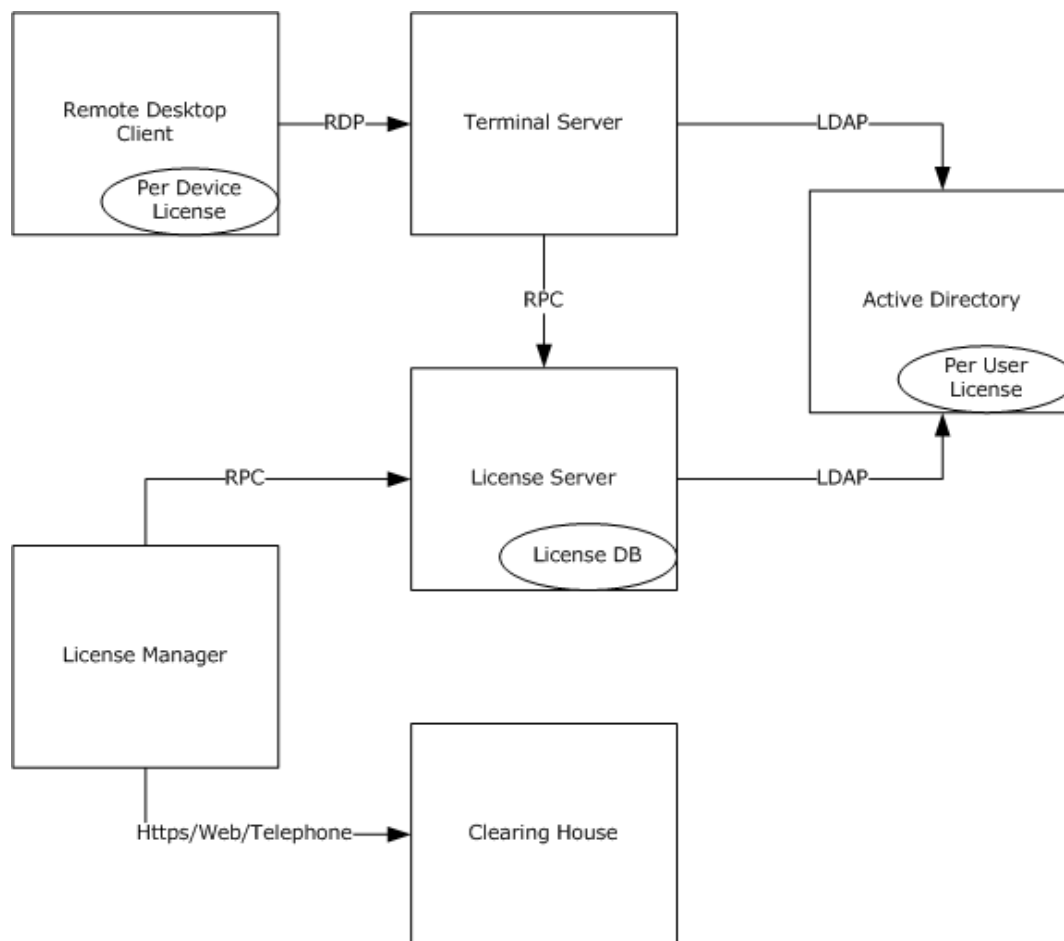 Remote Desktop
Client
Per Device
License
RDP
Terminal Server
LDAP
RPC
Active Directory
Per User
License
RPC
License Server
LDAP
License DB
License Manager
Https/Web/Telephone
Clearing House